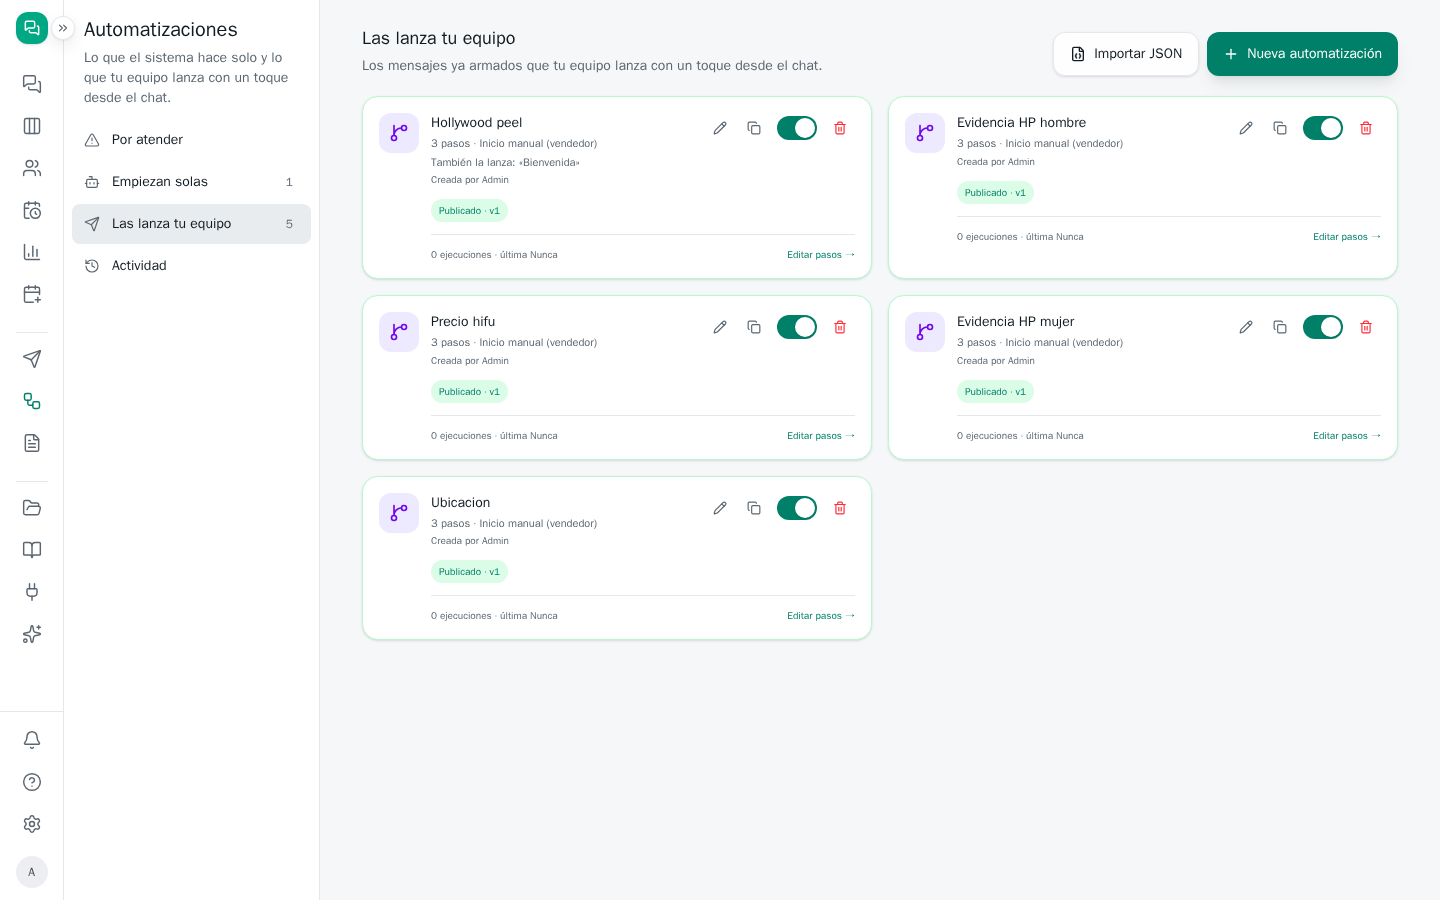 Automatizaciones
Lo que el sistema hace solo y lo
que tu equipo lanza con un toque
desde el chat.
Por atender
Empiezan solas 1
Las lanza tu equipo 5
Actividad
A
Las lanza tu equipo
Los mensajes ya armados que tu equipo lanza con un toque desde el chat.
Importar JSON
Nueva automatización
Hollywood peel
3 pasos · Inicio manual (vendedor)
También la lanza: «Bienvenida»
Creada por Admin
Publicado · v1
0 ejecuciones · última Nunca
Editar pasos →
Evidencia HP hombre
3 pasos · Inicio manual (vendedor)
Creada por Admin
Publicado · v1
0 ejecuciones · última Nunca
Editar pasos →
Precio hifu
3 pasos · Inicio manual (vendedor)
Creada por Admin
Publicado · v1
0 ejecuciones · última Nunca
Editar pasos →
Evidencia HP mujer
3 pasos · Inicio manual (vendedor)
Creada por Admin
Publicado · v1
0 ejecuciones · última Nunca
Editar pasos →
Ubicacion
3 pasos · Inicio manual (vendedor)
Creada por Admin
Publicado · v1
0 ejecuciones · última Nunca
Editar pasos →